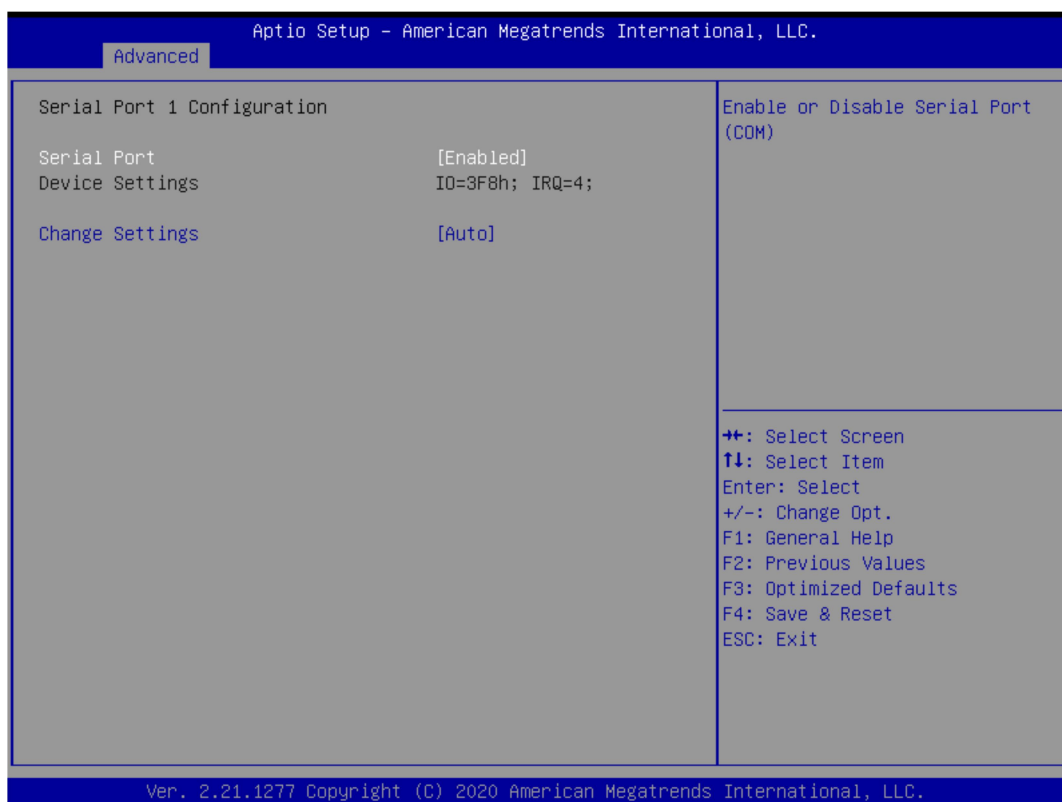 Aptio Setup – American Megatrends International, LLC.
Advanced
Serial Port 1 Configuration
Serial Port [Enabled]
Device Settings IO=3F8h; IRQ=4;
Change Settings [Auto]
Enable or Disable Serial Port
(COM)
→←: Select Screen
↑↓: Select Item
Enter: Select
+/-: Change Opt.
F1: General Help
F2: Previous Values
F3: Optimized Defaults
F4: Save & Reset
ESC: Exit
Ver. 2.21.1277 Copyright (C) 2020 American Megatrends International, LLC.